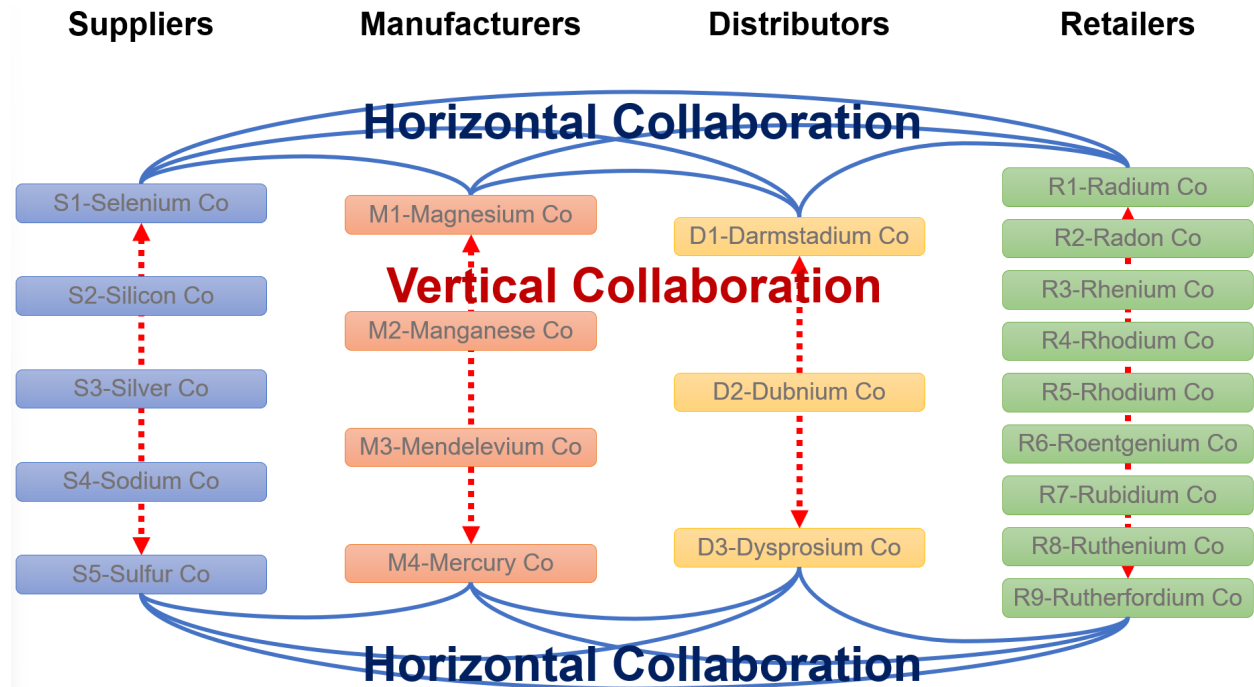 Suppliers
Manufacturers
Distributors
Retailers
Horizontal Collaboration
S1-Selenium Co
S2-Silicon Co
S3-Silver Co
S4-Sodium Co
S5-Sulfur Co
M1-Magnesium Co
Vertical Collaboration
M2-Manganese Co
M3-Mendelevium Co
M4-Mercury Co
D1-Darmstadium Co
D2-Dubnium Co
D3-Dysprosium Co
R1-Radium Co
R2-Radon Co
R3-Rhenium Co
R4-Rhodium Co
R5-Rhodium Co
R6-Roentgenium Co
R7-Rubidium Co
R8-Ruthenium Co
R9-Rutherfordium Co
Horizontal Collaboration